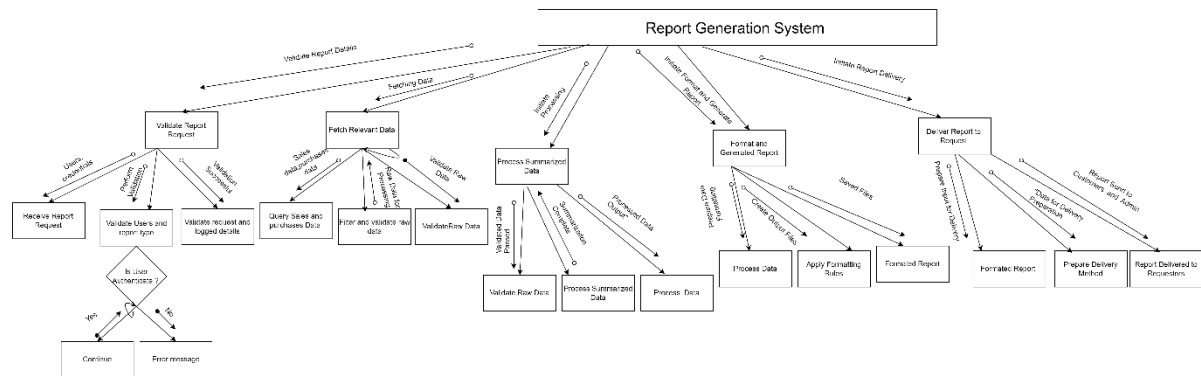 Report Generation System
Validate Report Details
Fetching Data
Initiate
Processing
Initiate Format and Generate
Report
Initiate Report Delivery
Validate Report
Request
Fetch Relevant Data
Process Summarized
Data
Format and
Generated Report
Deliver Report to
Request
Users,
credentials
Preform
Validation
Validation
Successful
Sales
data,purchases
data
Raw Data for
Processing
Validate Raw
Data
Validated Data
Passed
Summarization
Complete
Processed Data
Output"
Prepare Data
Formatting
Create Output Files
Saved Files
Prepare Input for Delivery
"Data for Delivery
Preparation
Report Sand to
Customers and Admin
Receive Report
Request
Validate Users and
report type
Validate request and
logged details
Query Sales and
purchases Data
Filter and validate raw
data
ValidateRaw Data
Validate Raw Data
Process Summarized
Data
Process Data
Process Data
Apply Formatting
Rules
Formated Report
Formated Report
Prepare Delivery
Method
Report Delivered to
Requestors
Is User
Authenticate ?
Yes
No
Continue
Error message